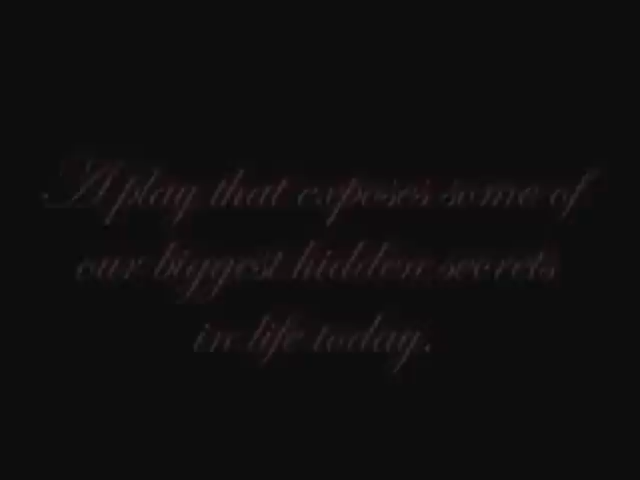 A play that exposes some of
our biggest hidden secrets
in life today.